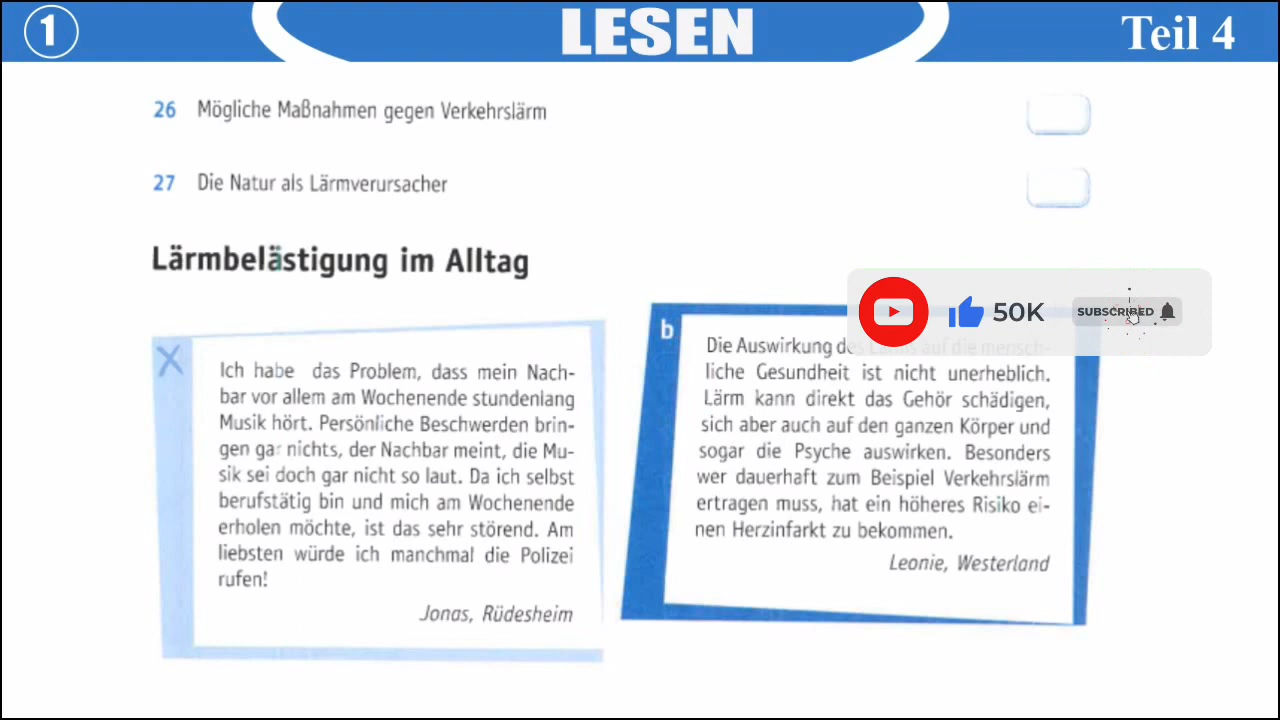 1
LESEN
Teil 4
26 Mögliche Maßnahmen gegen Verkehrslärm
27 Die Natur als Lärmverursacher
Lärmbelästigung im Alltag
X
Ich habe das Problem, dass mein Nach-
bar vor allem am Wochenende stundenlang
Musik hört. Persönliche Beschwerden brin-
gen gar nichts, der Nachbar meint, die Mu-
sik sei doch gar nicht so laut. Da ich selbst
berufstätig bin und mich am Wochenende
erholen möchte, ist das sehr störend. Am
liebsten würde ich manchmal die Polizei
rufen!
Jonas, Rüdesheim
50K
SUBSCRIBED
b
Die Auswirkung des Lärms auf die mensch-
liche Gesundheit ist nicht unerheblich.
Lärm kann direkt das Gehör schädigen,
sich aber auch auf den ganzen Körper und
sogar die Psyche auswirken. Besonders
wer dauerhaft zum Beispiel Verkehrslärm
ertragen muss, hat ein höheres Risiko ei-
nen Herzinfarkt zu bekommen.
Leonie, Westerland